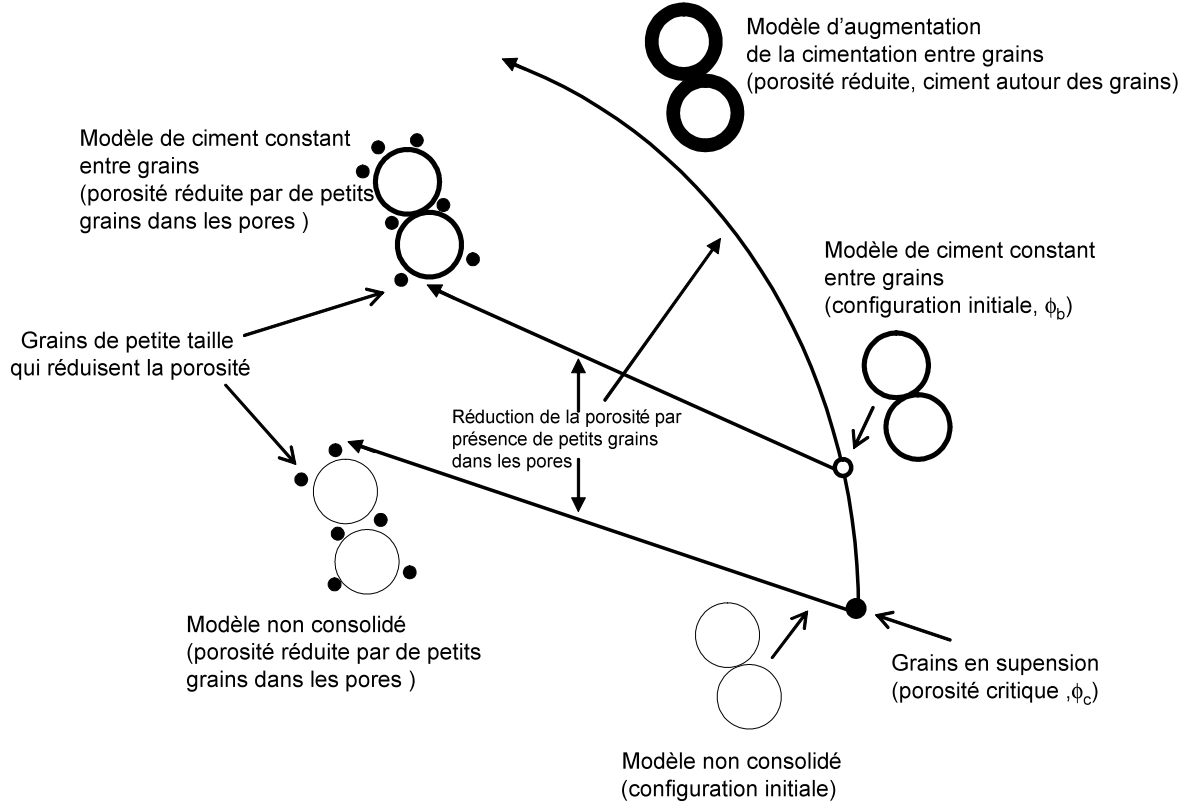 Modèle d'augmentation
de la cimentation entre grains
(porosité réduite, ciment autour des grains)
Modèle de ciment constant
entre grains
(porosité réduite par de petits
grains dans les pores )
Modèle de ciment constant
entre grains
(configuration initiale, ϕb)
Grains de petite taille
qui réduisent la porosité
Réduction de la porosité par
présence de petits grains
dans les pores
Modèle non consolidé
(porosité réduite par de petits
grains dans les pores )
Grains en supension
(porosité critique ,ϕc)
Modèle non consolidé
(configuration initiale)